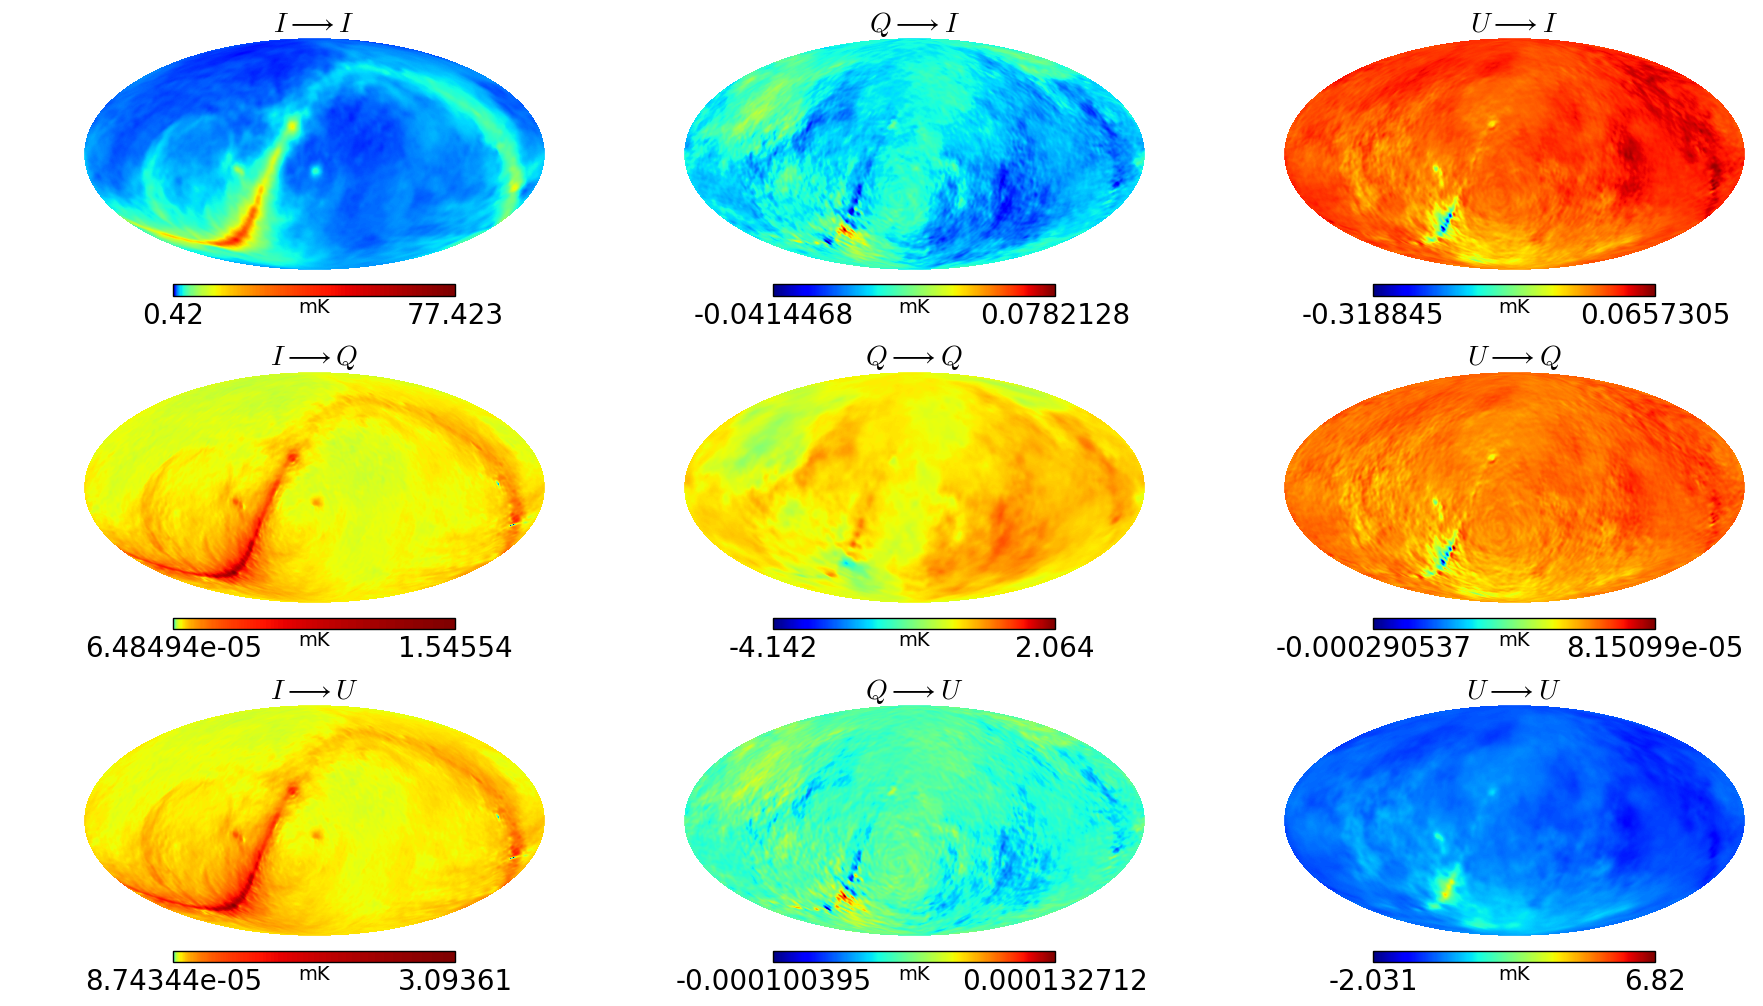 I ⟶ I
Q ⟶ I
U ⟶ I
0.42 mK 77.423
-0.0414468 mK 0.0782128
-0.318845 mK 0.0657305
I ⟶ Q
Q ⟶ Q
U ⟶ Q
6.48494e-05 mK 1.54554
-4.142 mK 2.064
-0.000290537 mK 8.15099e-05
I ⟶ U
Q ⟶ U
U ⟶ U
8.74344e-05 mK 3.09361
-0.000100395 mK 0.000132712
-2.031 mK 6.82